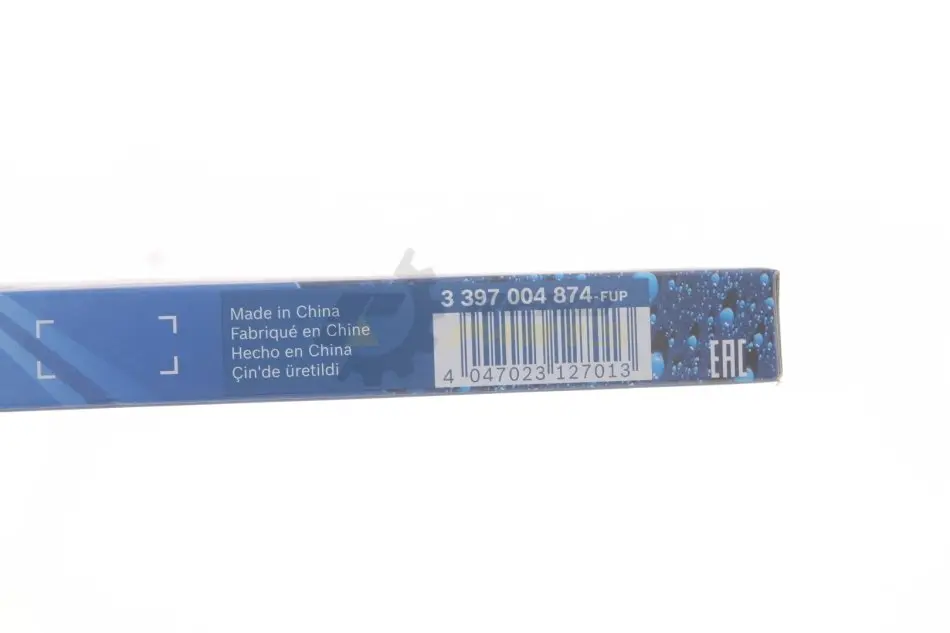 Made in China
Fabriqué en Chine
Hecho en China
Çin'de üretildi
3 397 004 874-FUP
4 047023 127013
EAC